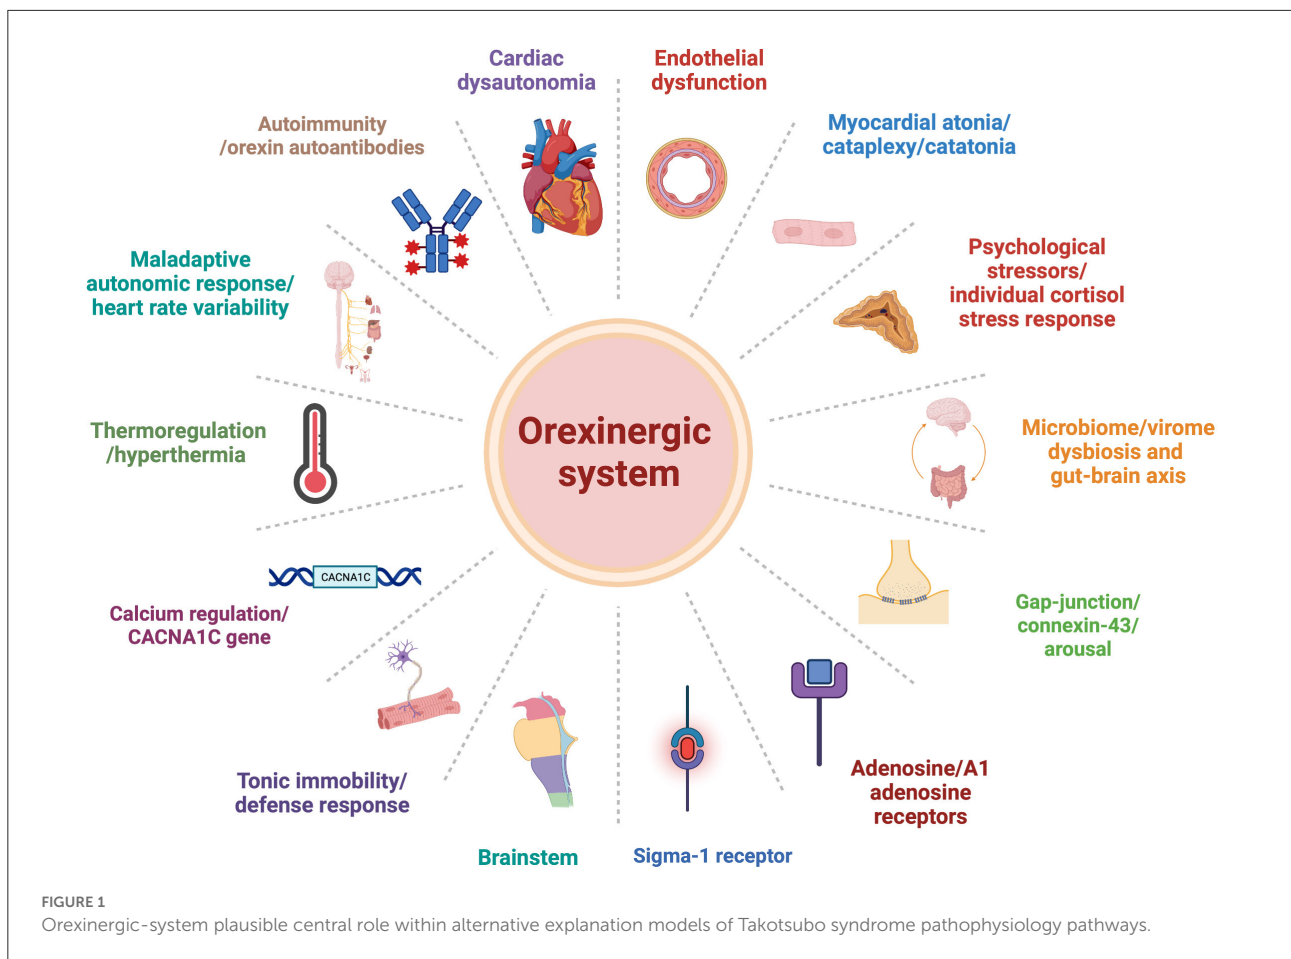 Cardiac
dysautonomia
Endothelial
dysfunction
Autoimmunity
/orexin autoantibodies
Myocardial atonia/
cataplexy/catatonia
Maladaptive
autonomic response/
heart rate variability
Psychological
stressors/
individual cortisol
stress response
Orexinergic
system
Thermoregulation
/hyperthermia
Microbiome/virome
dysbiosis and
gut-brain axis
CACNA1C
Calcium regulation/
CACNA1C gene
Gap-junction/
connexin-43/
arousal
Tonic immobility/
defense response
Adenosine/A1
adenosine
receptors
Brainstem
Sigma-1 receptor
FIGURE 1
Orexinergic-system plausible central role within alternative explanation models of Takotsubo syndrome pathophysiology pathways.